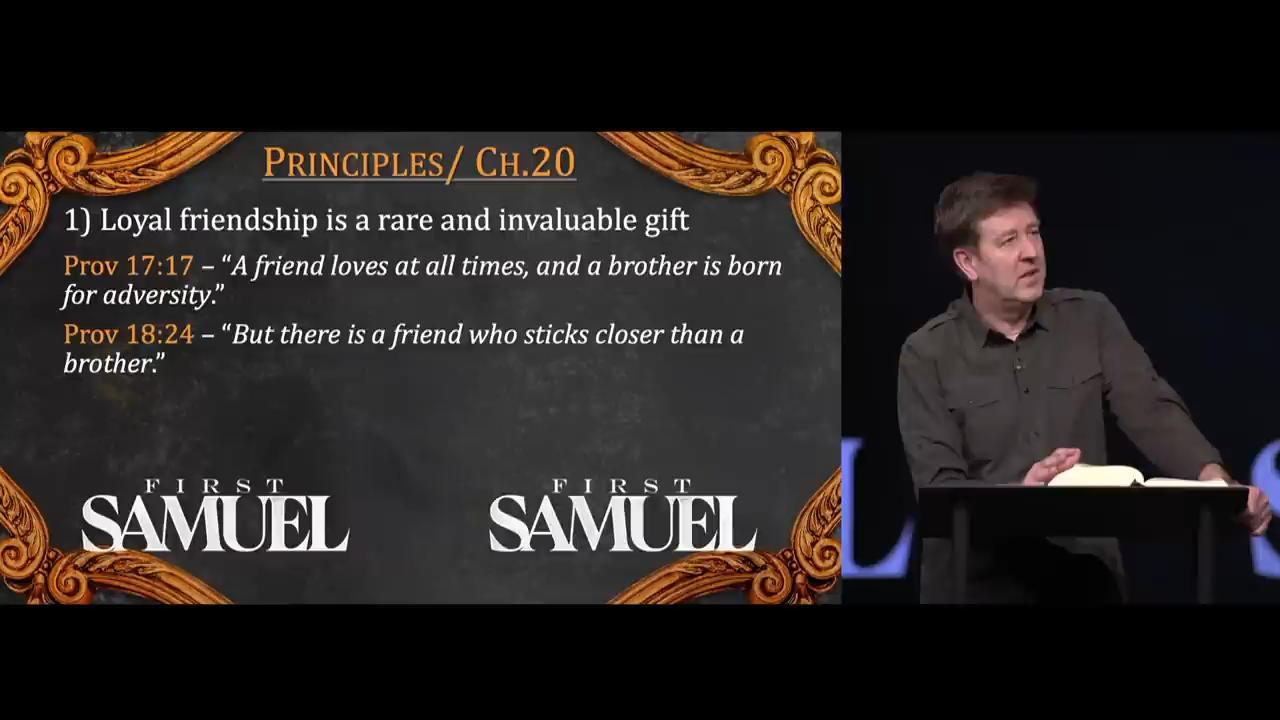 PRINCIPLES/ CH.20
1) Loyal friendship is a rare and invaluable gift
Prov 17:17 – “A friend loves at all times, and a brother is born
for adversity.”
Prov 18:24 – “But there is a friend who sticks closer than a
brother.”
FIRST
SAMUEL
FIRST
SAMUEL
L
S